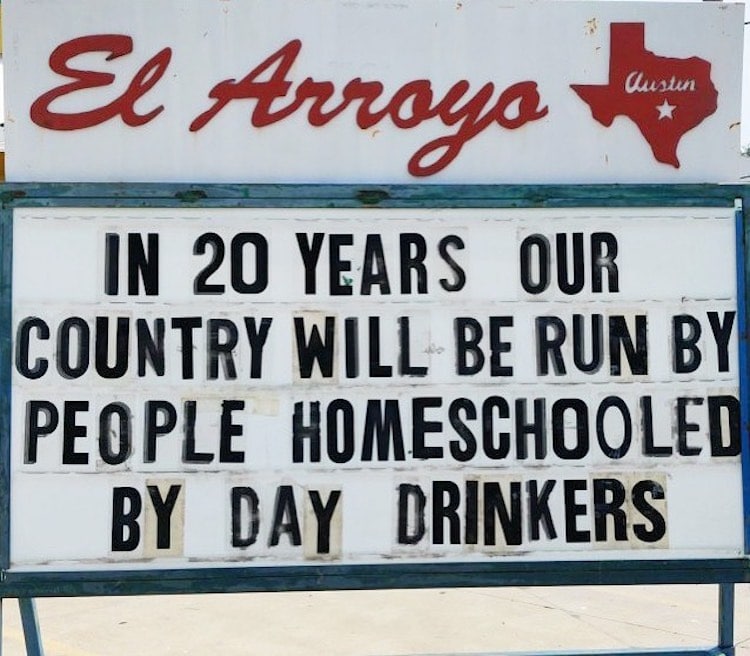 El Arroyo
Austin
IN 20 YEARS OUR
COUNTRY WILL BE RUN BY
PEOPLE HOMESCHOOLED
BY DAY DRINKERS